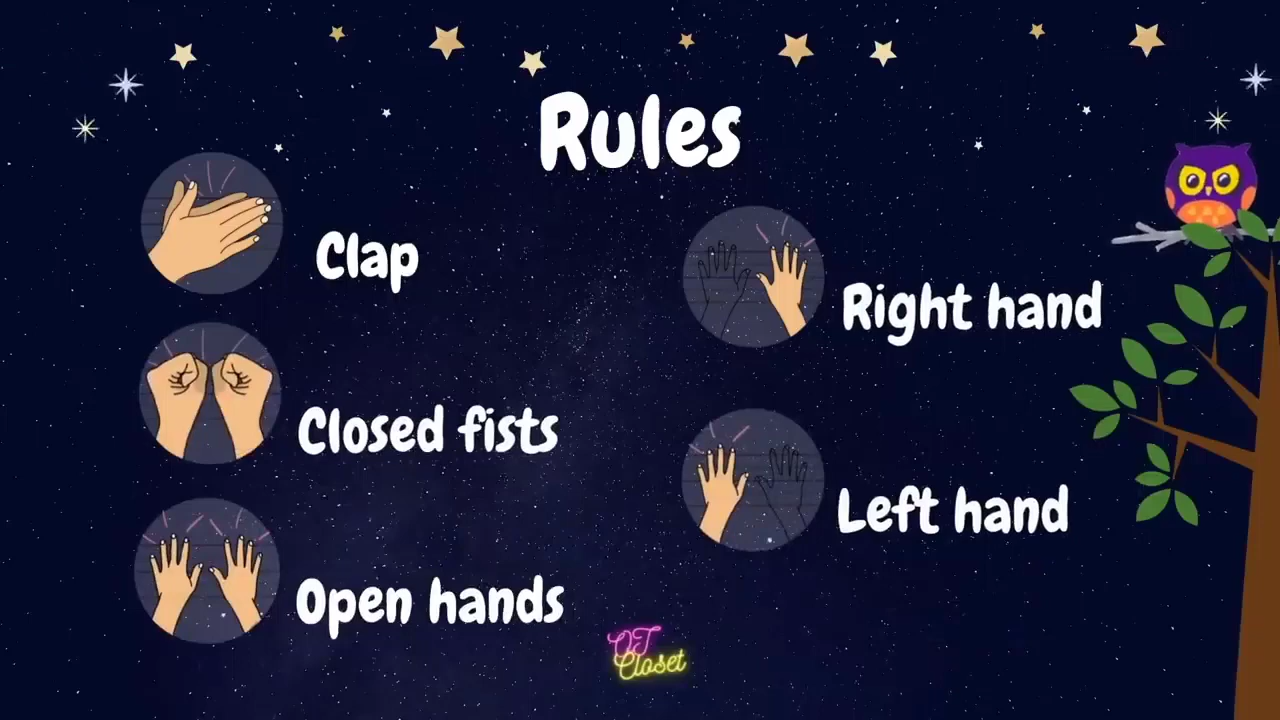 Rules
Clap
Closed fists
Open hands
Right hand
Left hand
OT
Closet